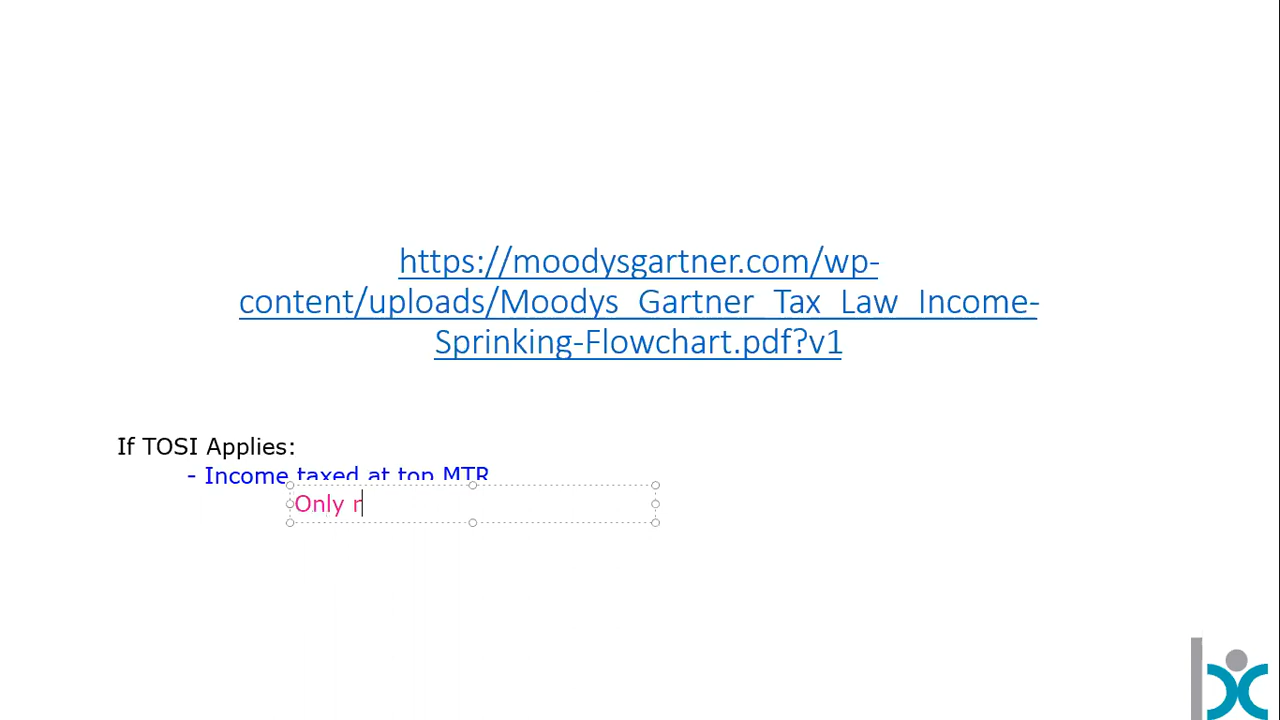 https://moodysgartner.com/wp-
content/uploads/Moodys_Gartner_Tax_Law_Income-
Sprinking-Flowchart.pdf?v1
If TOSI Applies:
- Income taxed at top MTR
Only r